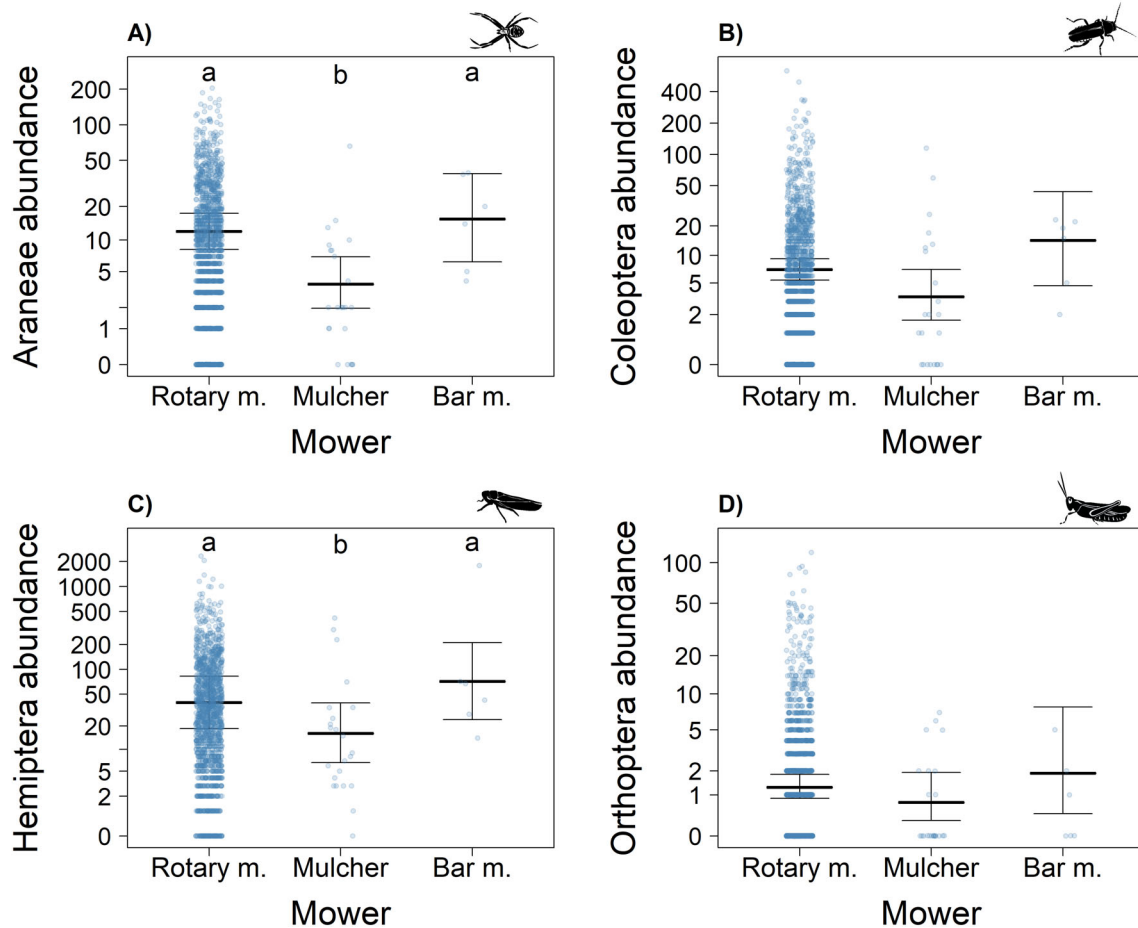 A)
Araneae abundance
a b a
200
100
50
20
10
5
1
0
Rotary m. Mulcher Bar m.
Mower
B)
Coleoptera abundance
400
200
100
50
20
10
5
2
0
Rotary m. Mulcher Bar m.
Mower
C)
Hemiptera abundance
a b a
2000
1000
500
200
100
50
20
5
2
0
Rotary m. Mulcher Bar m.
Mower
D)
Orthoptera abundance
100
50
20
10
5
2
1
0
Rotary m. Mulcher Bar m.
Mower